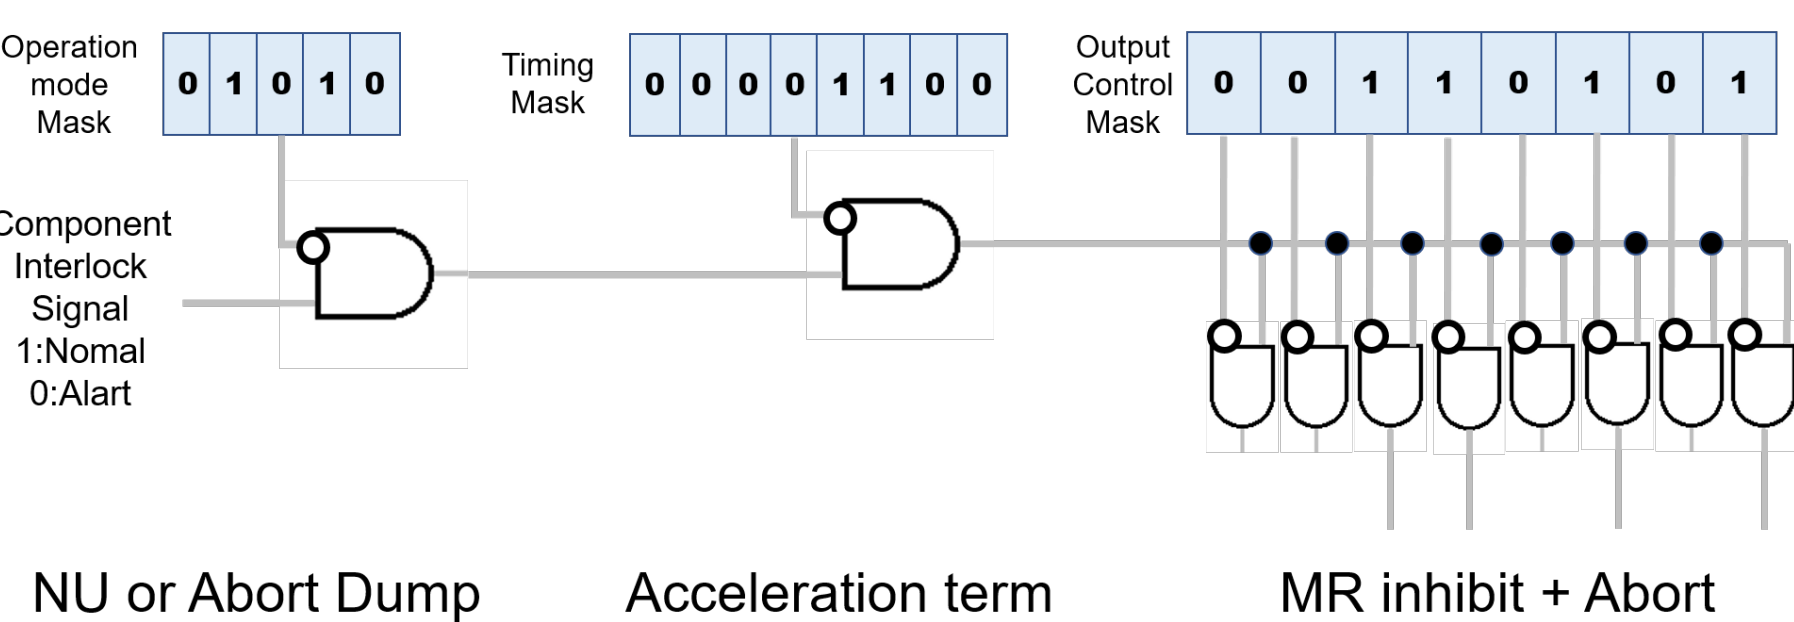 Operation
mode
Mask
0 1 0 1 0
Timing
Mask
0 0 0 0 1 1 0 0
Output
Control
Mask
0 0 1 1 0 1 0 1
Component
Interlock
Signal
1:Nomal
0:Alart
NU or Abort Dump
Acceleration term
MR inhibit + Abort